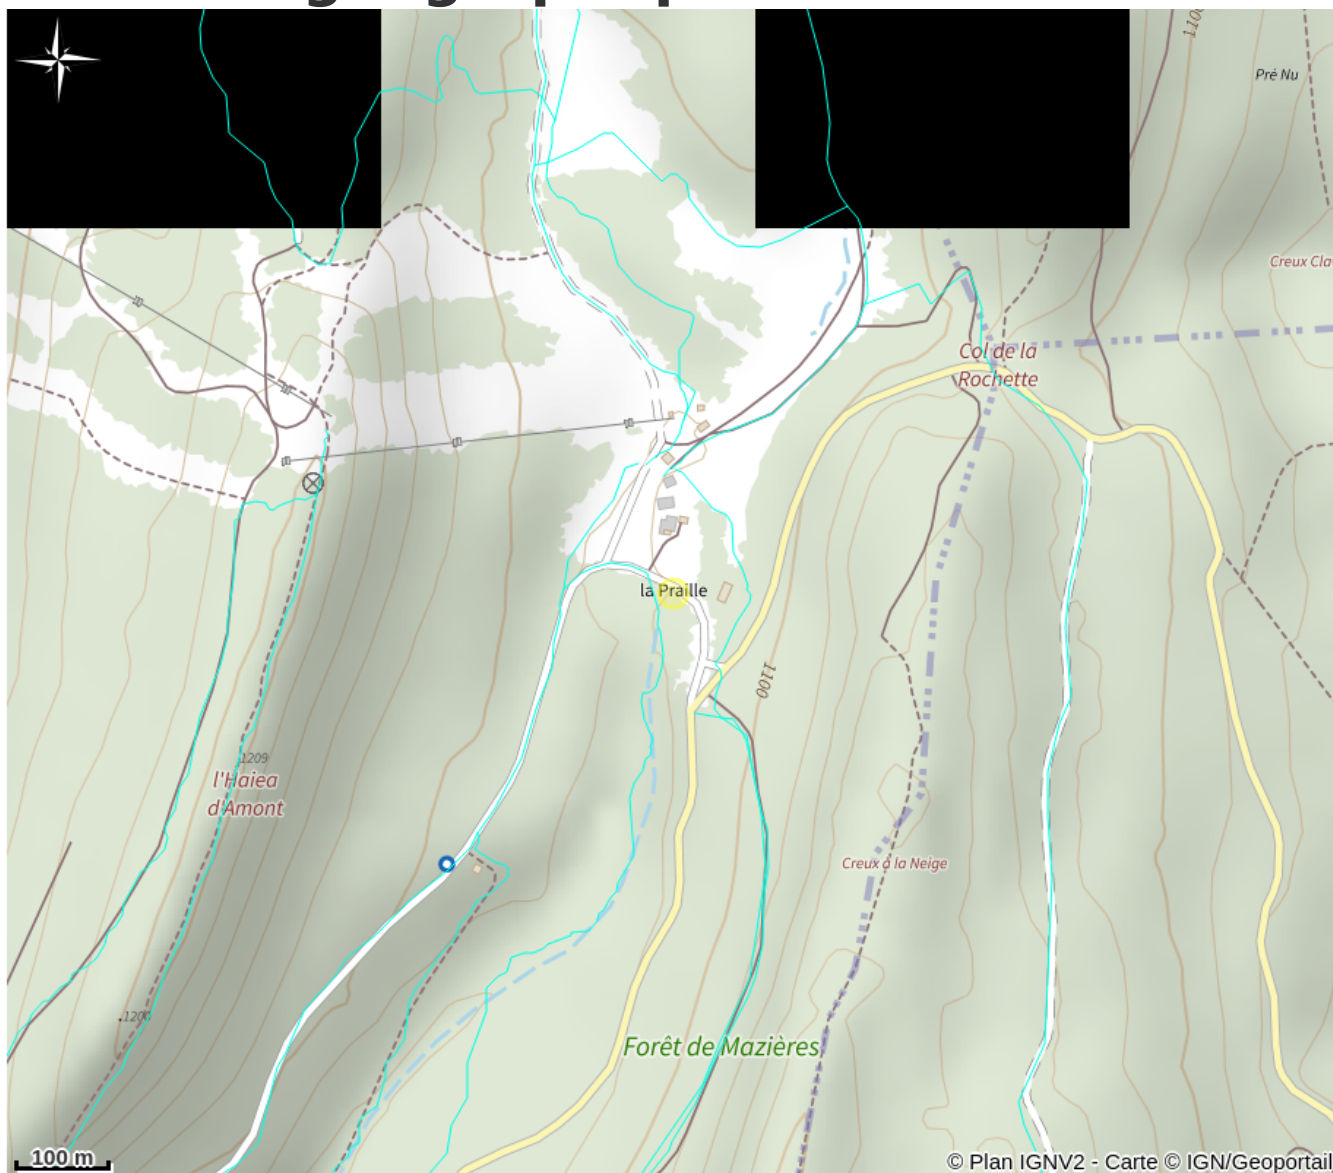 1100
Pré Nu
Creux Cla
Col de la
Rochette
la Praille
1100
1209
l'Haiea
d'Amont
Creux à la Neige
.1200
Forêt de Mazières
100 m
© Plan IGNV2 - Carte © IGN/Geoportail